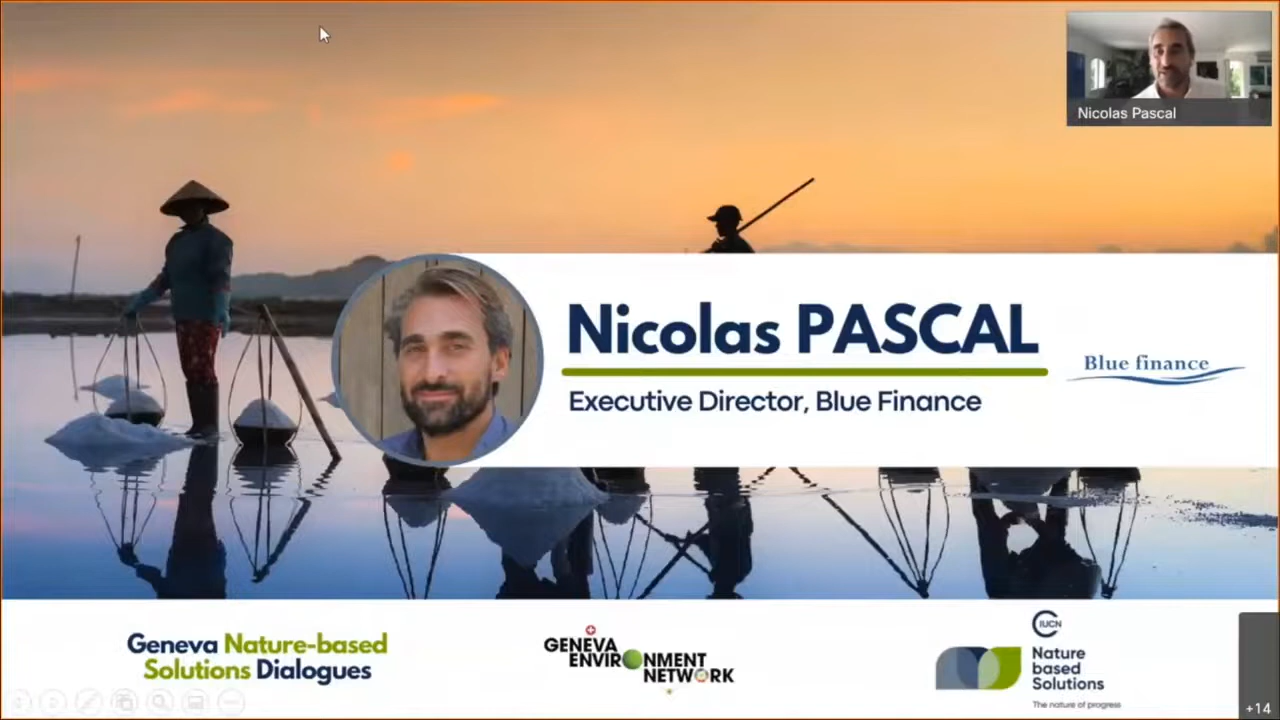 Nicolas Pascal
Nicolas PASCAL
Executive Director, Blue Finance
Blue finance
Geneva Nature-based
Solutions Dialogues
GENEVA
ENVIRONMENT
NETWORK
IUCN
Nature
based
Solutions
The nature of progress
+14